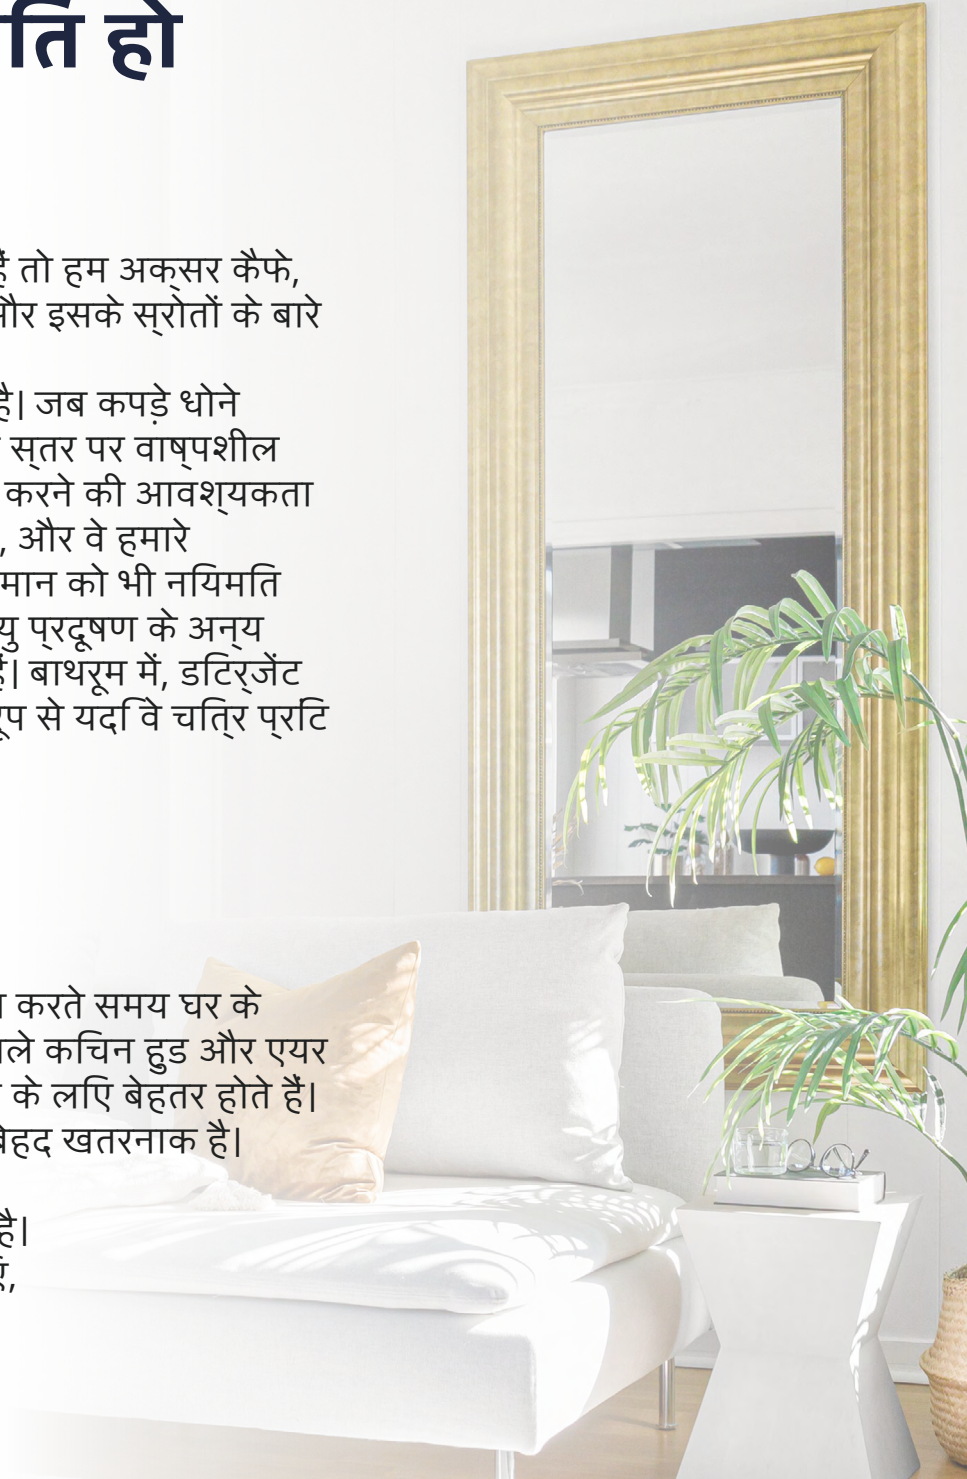 ति हो
हैं तो हम अक्सर कैफे,
और इसके स्रोतों के बारे
है। जब कपड़े धोने
स्तर पर वाष्पशील
करने की आवश्यकता
, और वे हमारे
मान को भी नियमित
यु प्रदूषण के अन्य
हैं। बाथरूम में, डिटर्जेंट
रूप से यदि वे चित्र प्रिंट
करते समय घर के
ले किचन हुड और एयर
के लिए बेहतर होते हैं।
बेहद खतरनाक है।
है।